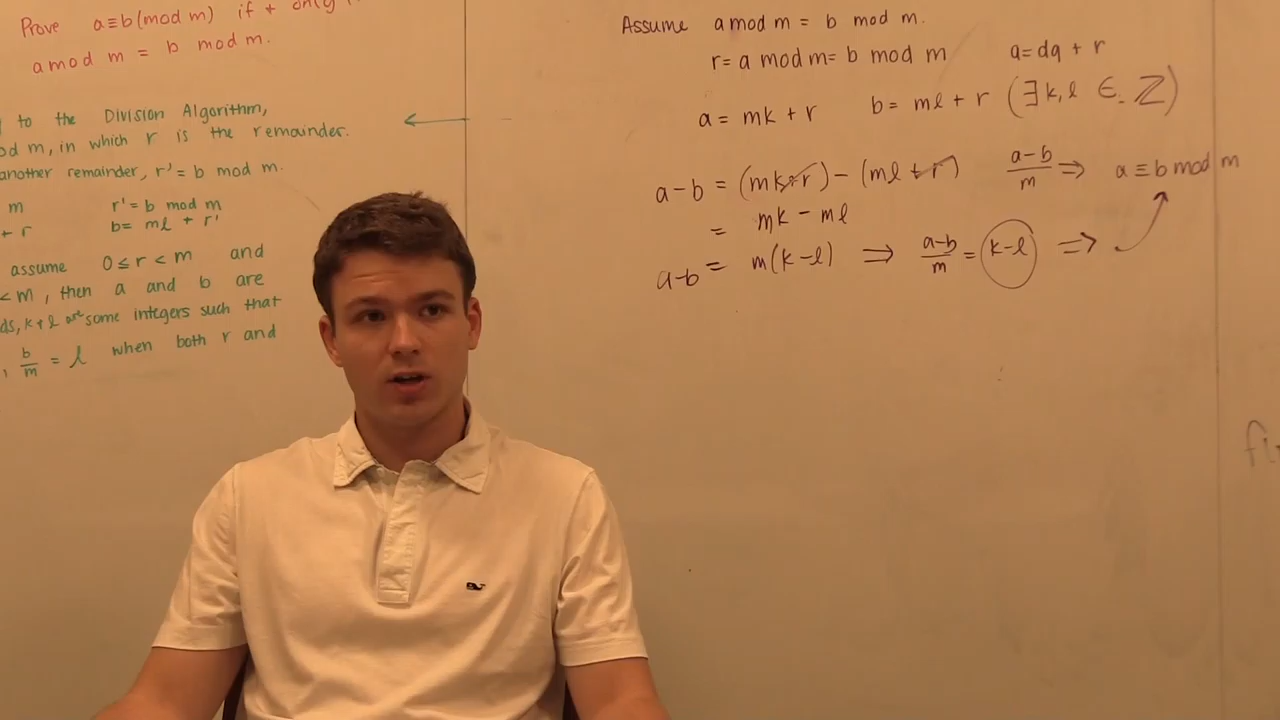 Prove a≡b(mod m) if + only
a mod m = b mod m.
to the Division Algorithm,
od m, in which r is the remainder.
another remainder, r'= b mod m.
m r'= b mod m
+ r b= ml + r'
assume 0≤r<m and
<m, then a and b are
ds, k+l are some integers such that
, b/m = l when both r and
Assume a mod m = b mod m.
r= a mod m= b mod m a=dq + r
a = mk + r b= ml + r (∃ k, l ∈ ℤ)
a-b = (mk+r) - (ml + r) a-b/m ⇒ a ≡ b mod m
= mk - ml
a-b = m(k-l) ⇒ a-b/m = k-l ⇒